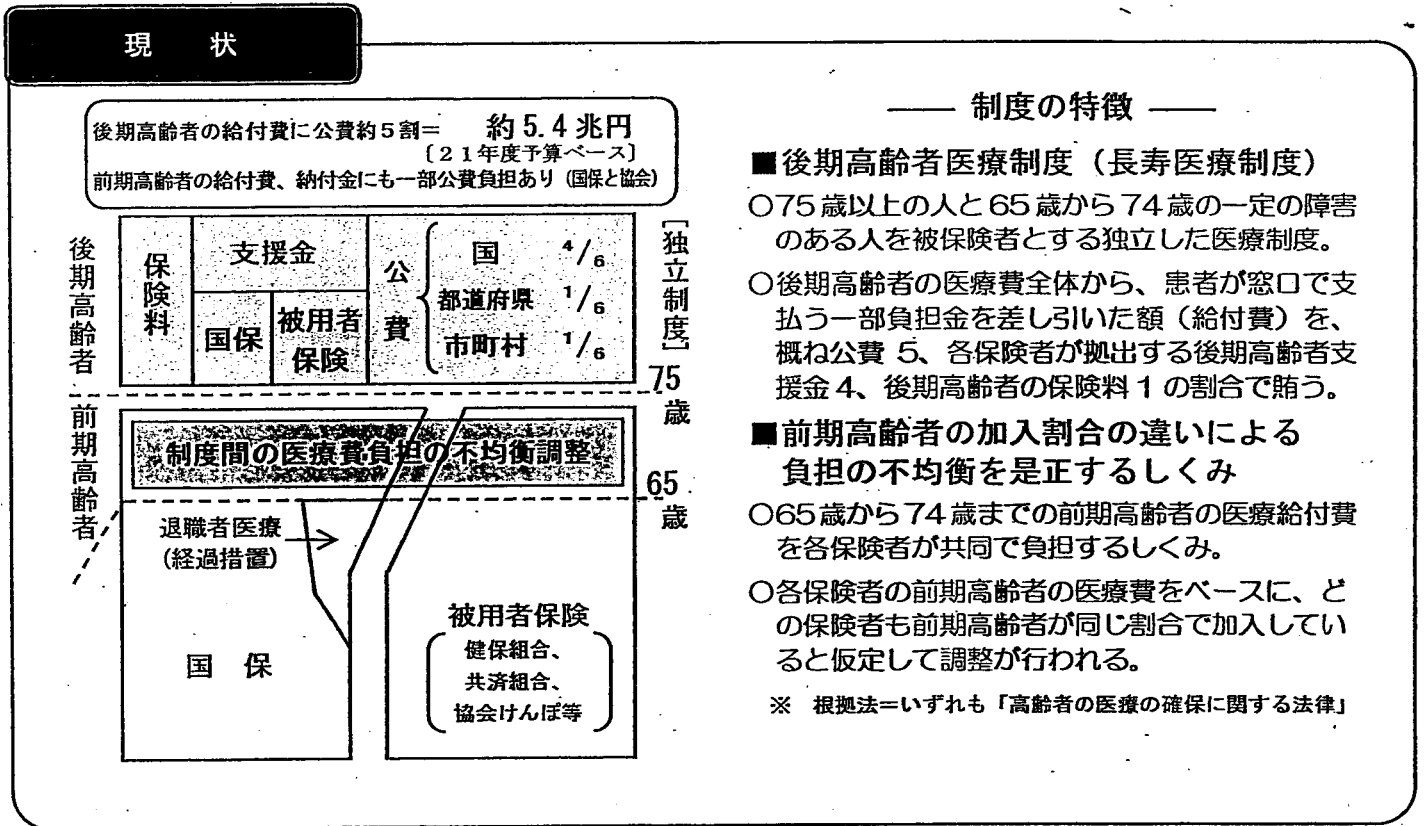 現　状
後期高齢者の給付費に公費約５割＝　約5.4兆円
〔２１年度予算ベース〕
前期高齢者の給付費、納付金にも一部公費負担あり（国保と協会）
後期高齢者
保険料
支援金
国保
被用者
保険
公費
国　4/6
都道府県　1/6
市町村　1/6
［独立制度］
75歳
前期高齢者
制度間の医療費負担の不均衡調整
65歳
退職者医療
(経過措置)
国　保
被用者保険
健保組合、
共済組合、
協会けんぽ等
―― 制度の特徴 ――
■後期高齢者医療制度（長寿医療制度）
○75歳以上の人と65歳から74歳の一定の障害
のある人を被保険者とする独立した医療制度。
○後期高齢者の医療費全体から、患者が窓口で支
払う一部負担金を差し引いた額（給付費）を、
概ね公費 5、各保険者が拠出する後期高齢者支
援金 4、後期高齢者の保険料 1 の割合で賄う。
■前期高齢者の加入割合の違いによる
負担の不均衡を是正するしくみ
○65歳から74歳までの前期高齢者の医療給付費
を各保険者が共同で負担するしくみ。
○各保険者の前期高齢者の医療費をベースに、ど
の保険者も前期高齢者が同じ割合で加入してい
ると仮定して調整が行われる。
※　根拠法＝いずれも「高齢者の医療の確保に関する法律」